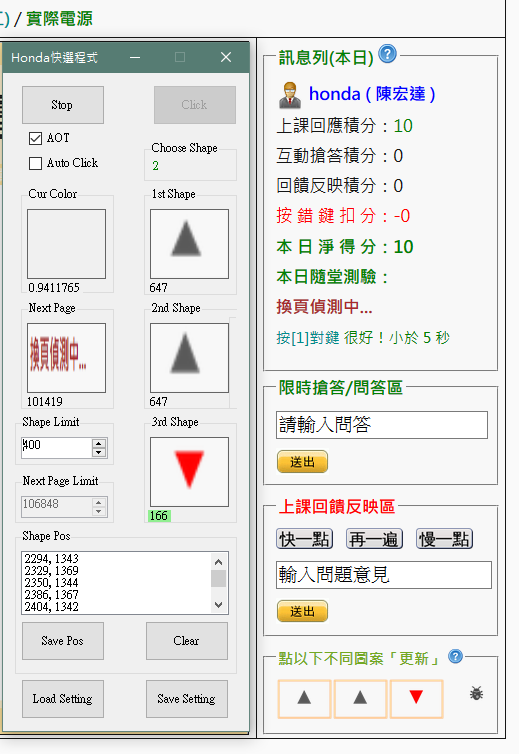 工) / 實際電源
Honda快選程式
Stop
Click
AOT
Auto Click
Choose Shape
2
Cur Color
0.9411765
1st Shape
647
Next Page
換頁偵測中...
101419
2nd Shape
647
Shape Limit
400
3rd Shape
166
Next Page Limit
106848
Shape Pos
2294, 1343
2329, 1369
2350, 1344
2386, 1367
2404, 1342
Save Pos
Clear
Load Setting
Save Setting
訊息列(本日)
honda ( 陳宏達 )
上課回應積分：10
互動搶答積分：0
回饋反映積分：0
按 錯 鍵 扣 分：-0
本 日 淨 得 分：10
本日隨堂測驗：
換頁偵測中...
按[1]對鍵 很好！小於 5 秒
限時搶答/問答區
請輸入問答
送出
上課回饋反映區
快一點 再一遍 慢一點
輸入問題意見
送出
點以下不同圖案「更新」